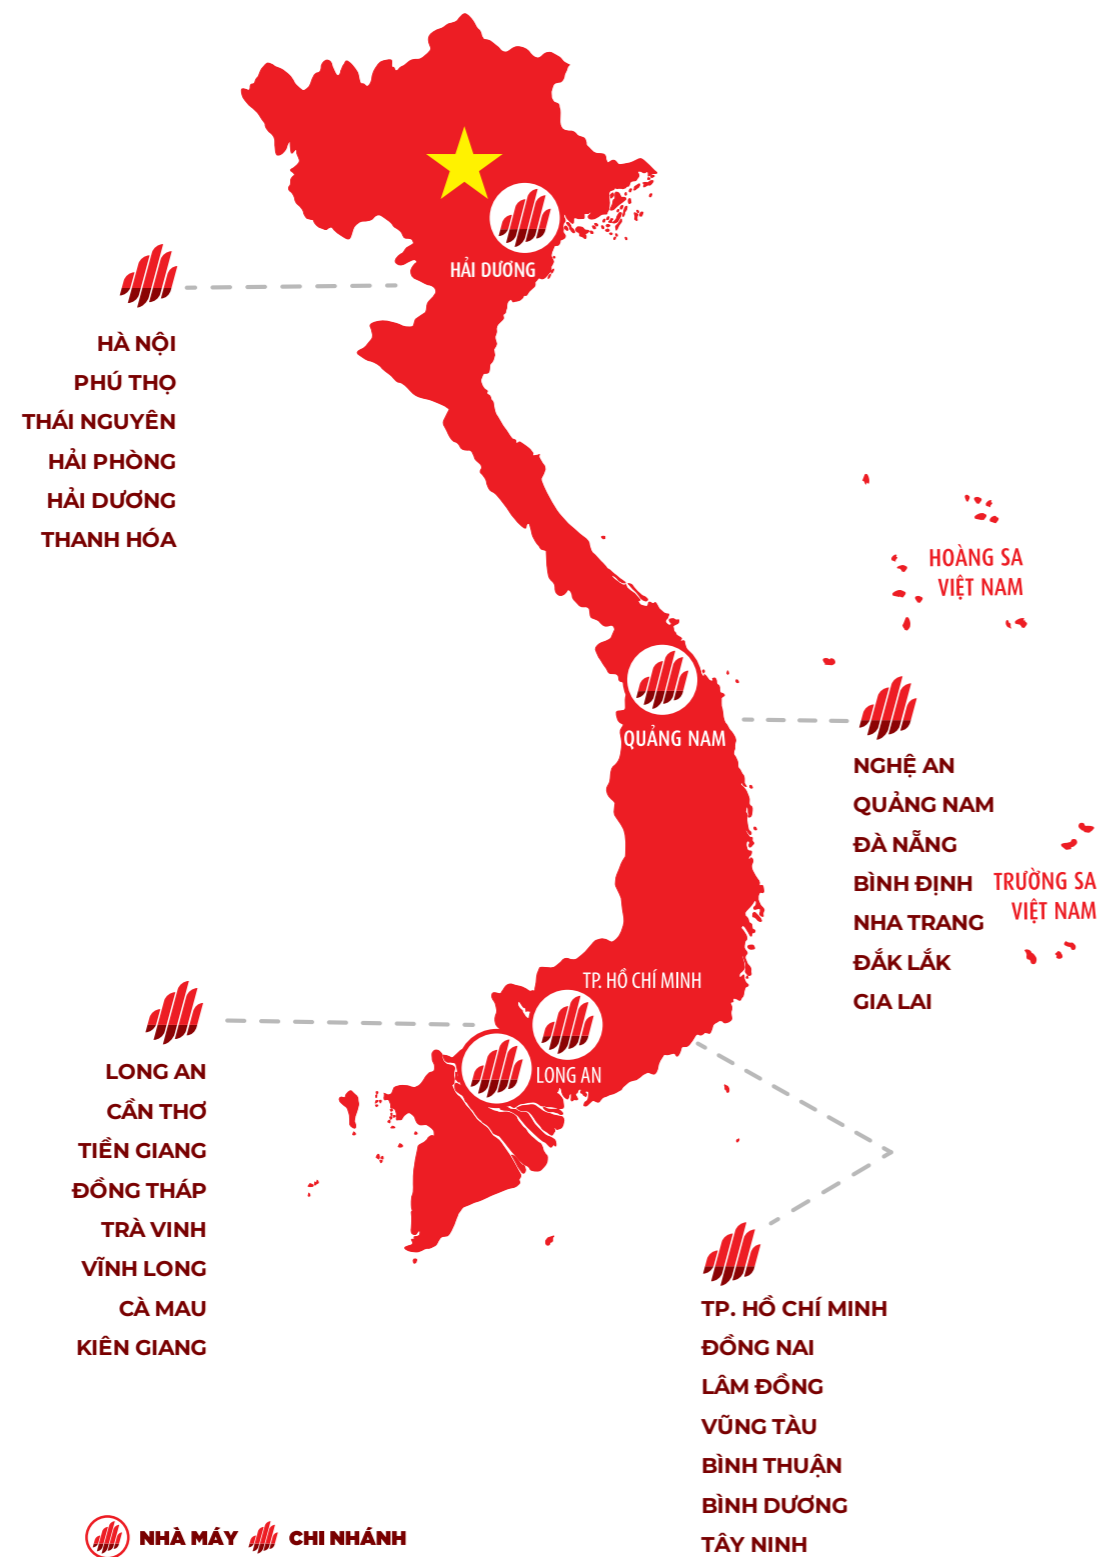 HẢI DƯƠNG
HÀ NỘI
PHÚ THỌ
THÁI NGUYÊN
HẢI PHÒNG
HẢI DƯƠNG
THANH HÓA
HOÀNG SA
VIỆT NAM
QUẢNG NAM
NGHỆ AN
QUẢNG NAM
ĐÀ NẴNG
BÌNH ĐỊNH
NHA TRANG
ĐẮK LẮK
GIA LAI
TRƯỜNG SA
VIỆT NAM
TP. HỒ CHÍ MINH
LONG AN
LONG AN
CẦN THƠ
TIỀN GIANG
ĐỒNG THÁP
TRÀ VINH
VĨNH LONG
CÀ MAU
KIÊN GIANG
TP. HỒ CHÍ MINH
ĐỒNG NAI
LÂM ĐỒNG
VŨNG TÀU
BÌNH THUẬN
BÌNH DƯƠNG
TÂY NINH
NHÀ MÁY
CHI NHÁNH